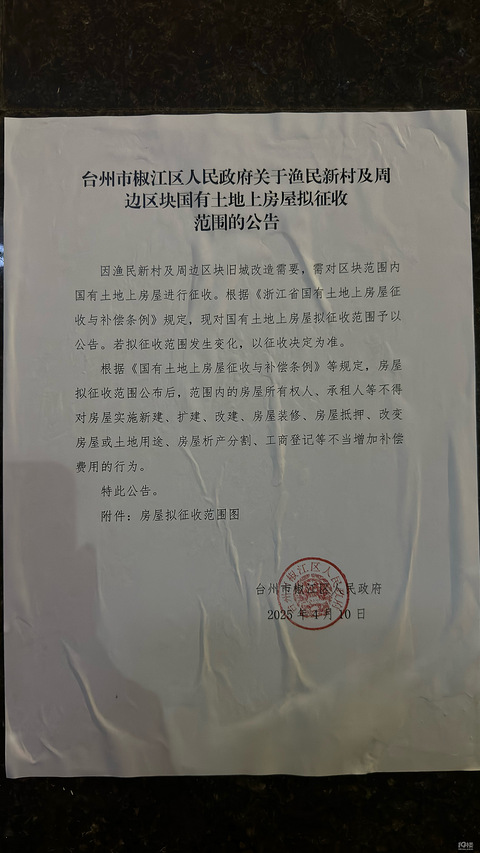 台州市椒江区人民政府关于渔民新村及周
边区块国有土地上房屋拟征收
范围的公告
因渔民新村及周边区块旧城改造需要，需对区块范围内
国有土地上房屋进行征收。根据《浙江省国有土地上房屋征
收与补偿条例》规定，现对国有土地上房屋拟征收范围予以
公告。若拟征收范围发生变化，以征收决定为准。
根据《国有土地上房屋征收与补偿条例》等规定，房屋
拟征收范围公布后，范围内的房屋所有权人、承租人等不得
对房屋实施新建、扩建、改建、房屋装修、房屋抵押、改变
房屋或土地用途、房屋析产分割、工商登记等不当增加补偿
费用的行为。
特此公告。
附件：房屋拟征收范围图
台州市椒江区人民政府
2025年4月10日